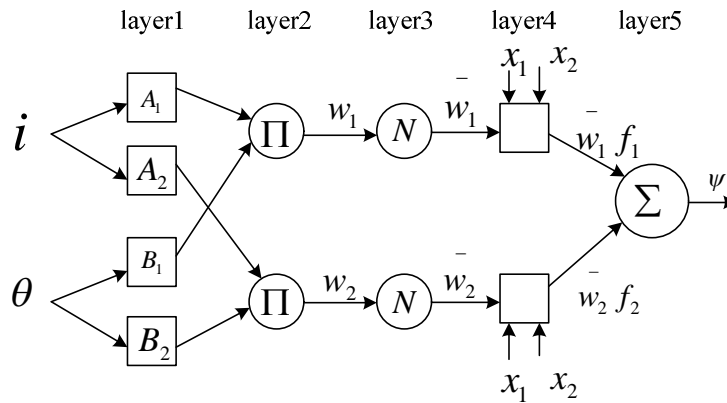 layer1 layer2 layer3 layer4 layer5
x₁ x₂
A₁ w₁ w̄₁
i Π N w̄₁ f₁
A₂ ψ
Σ
B₁
θ w₂ w̄₂ w̄₂ f₂
Π N
B₂
x₁ x₂